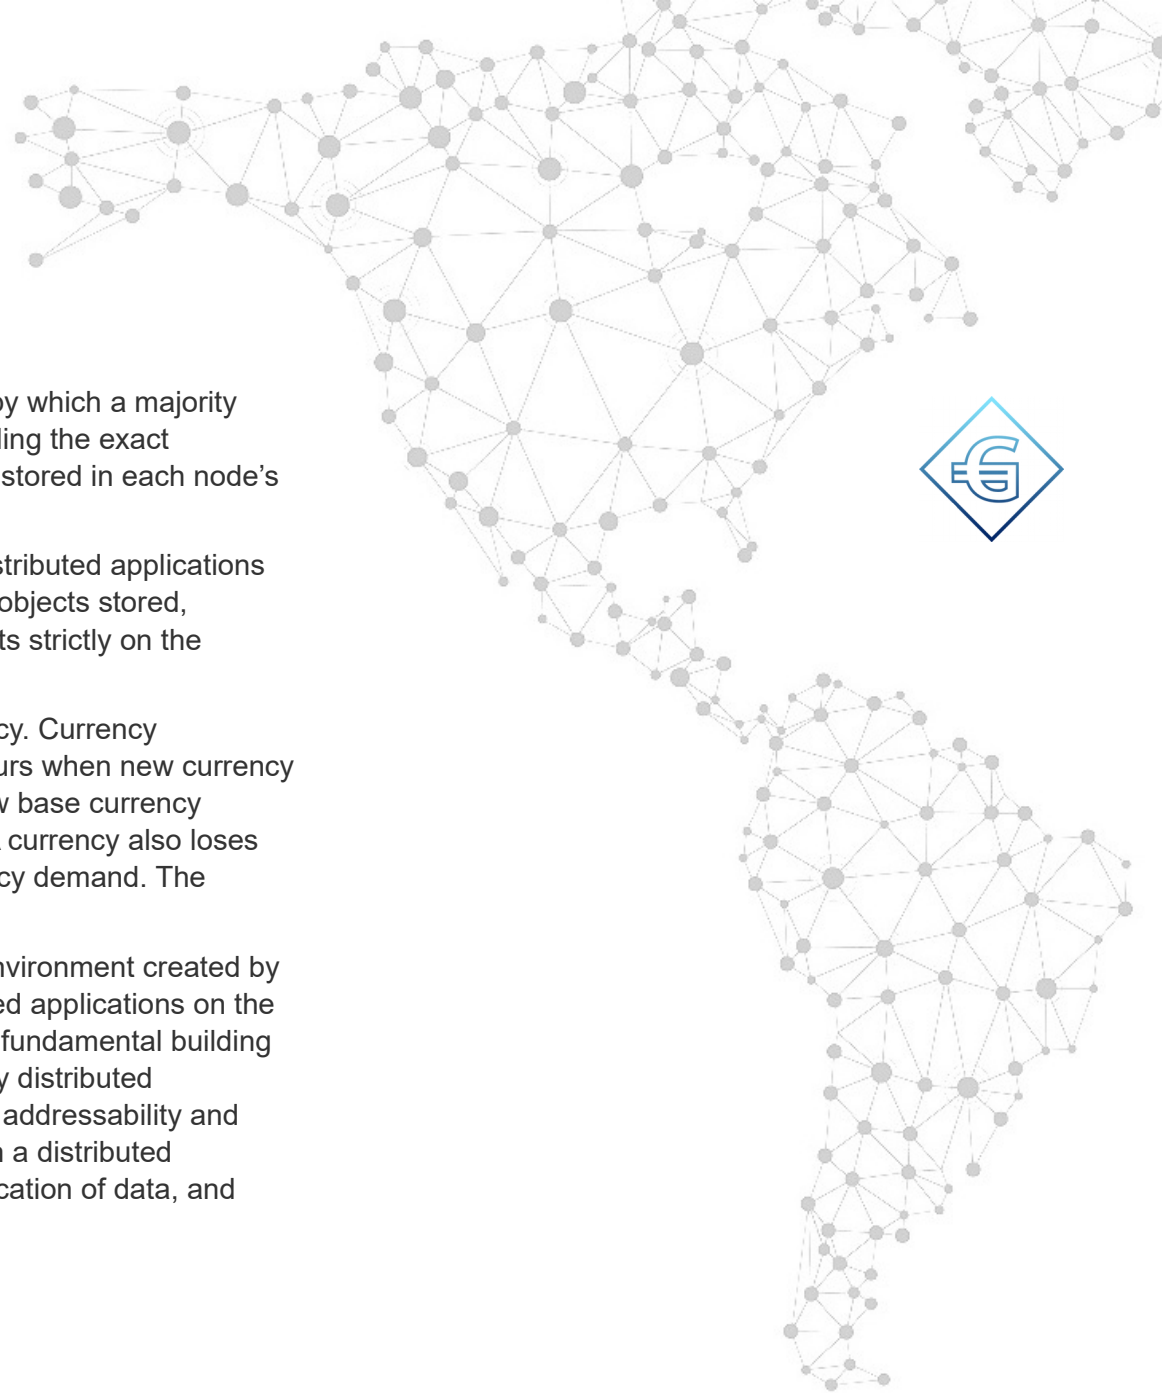 by which a majority
ling the exact
stored in each node's
stributed applications
objects stored,
ts strictly on the
cy. Currency
urs when new currency
w base currency
currency also loses
cy demand. The
nvironment created by
ed applications on the
fundamental building
y distributed
addressability and
n a distributed
cation of data, and